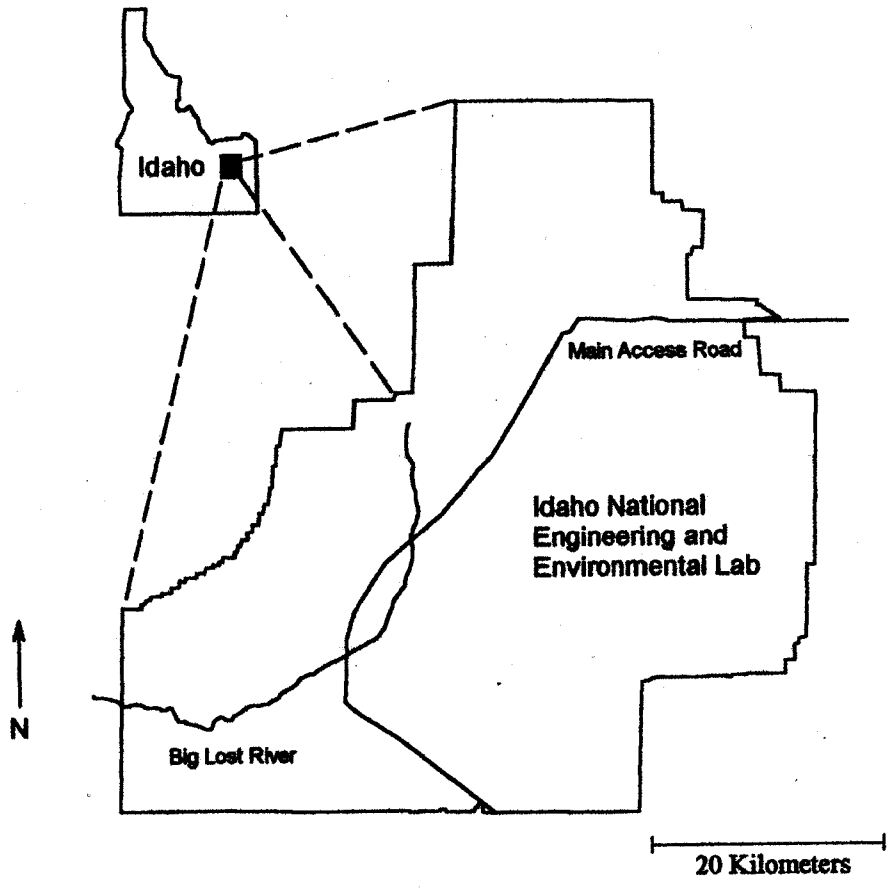 Idaho
Main Access Road
Idaho National
Engineering and
Environmental Lab
N
Big Lost River
20 Kilometers